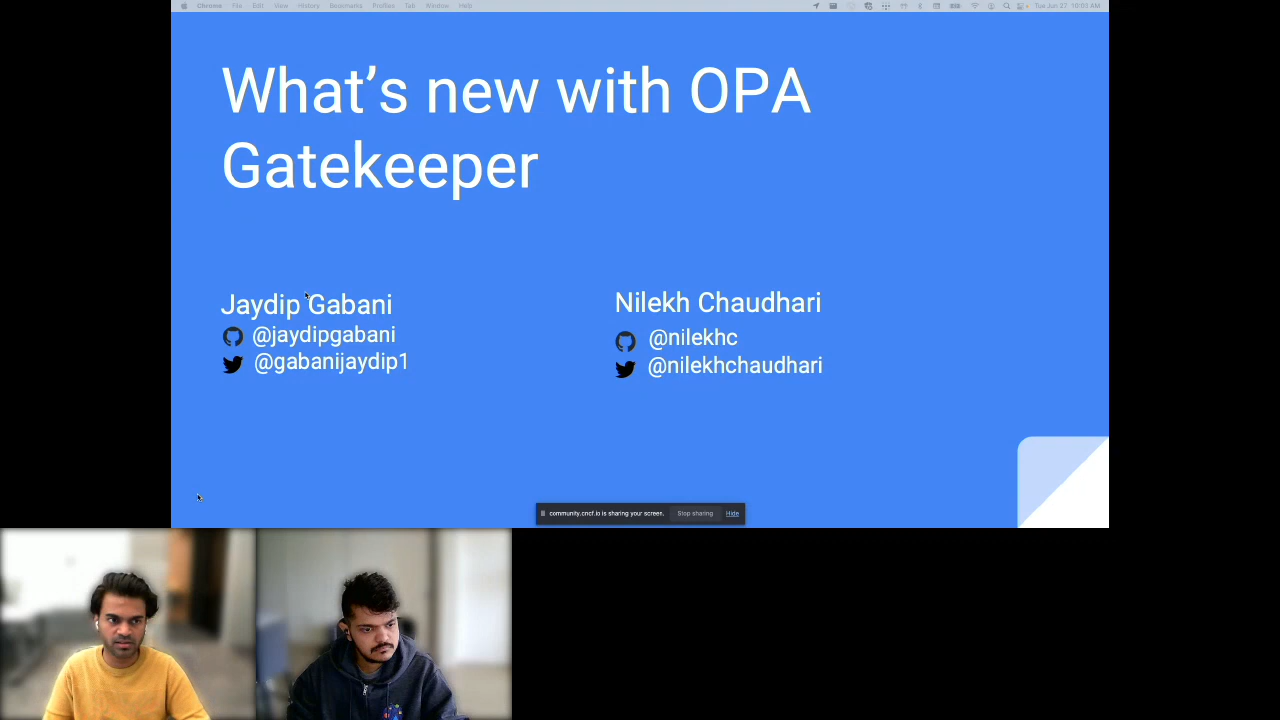 Chrome File Edit View History Bookmarks Profiles Tab Window Help
Tue Jun 27 10:03 AM
What's new with OPA
Gatekeeper
Jaydip Gabani
@jaydipgabani
@gabanijaydip1
Nilekh Chaudhari
@nilekhc
@nilekhchaudhari
community.cncf.io is sharing your screen. Stop sharing Hide